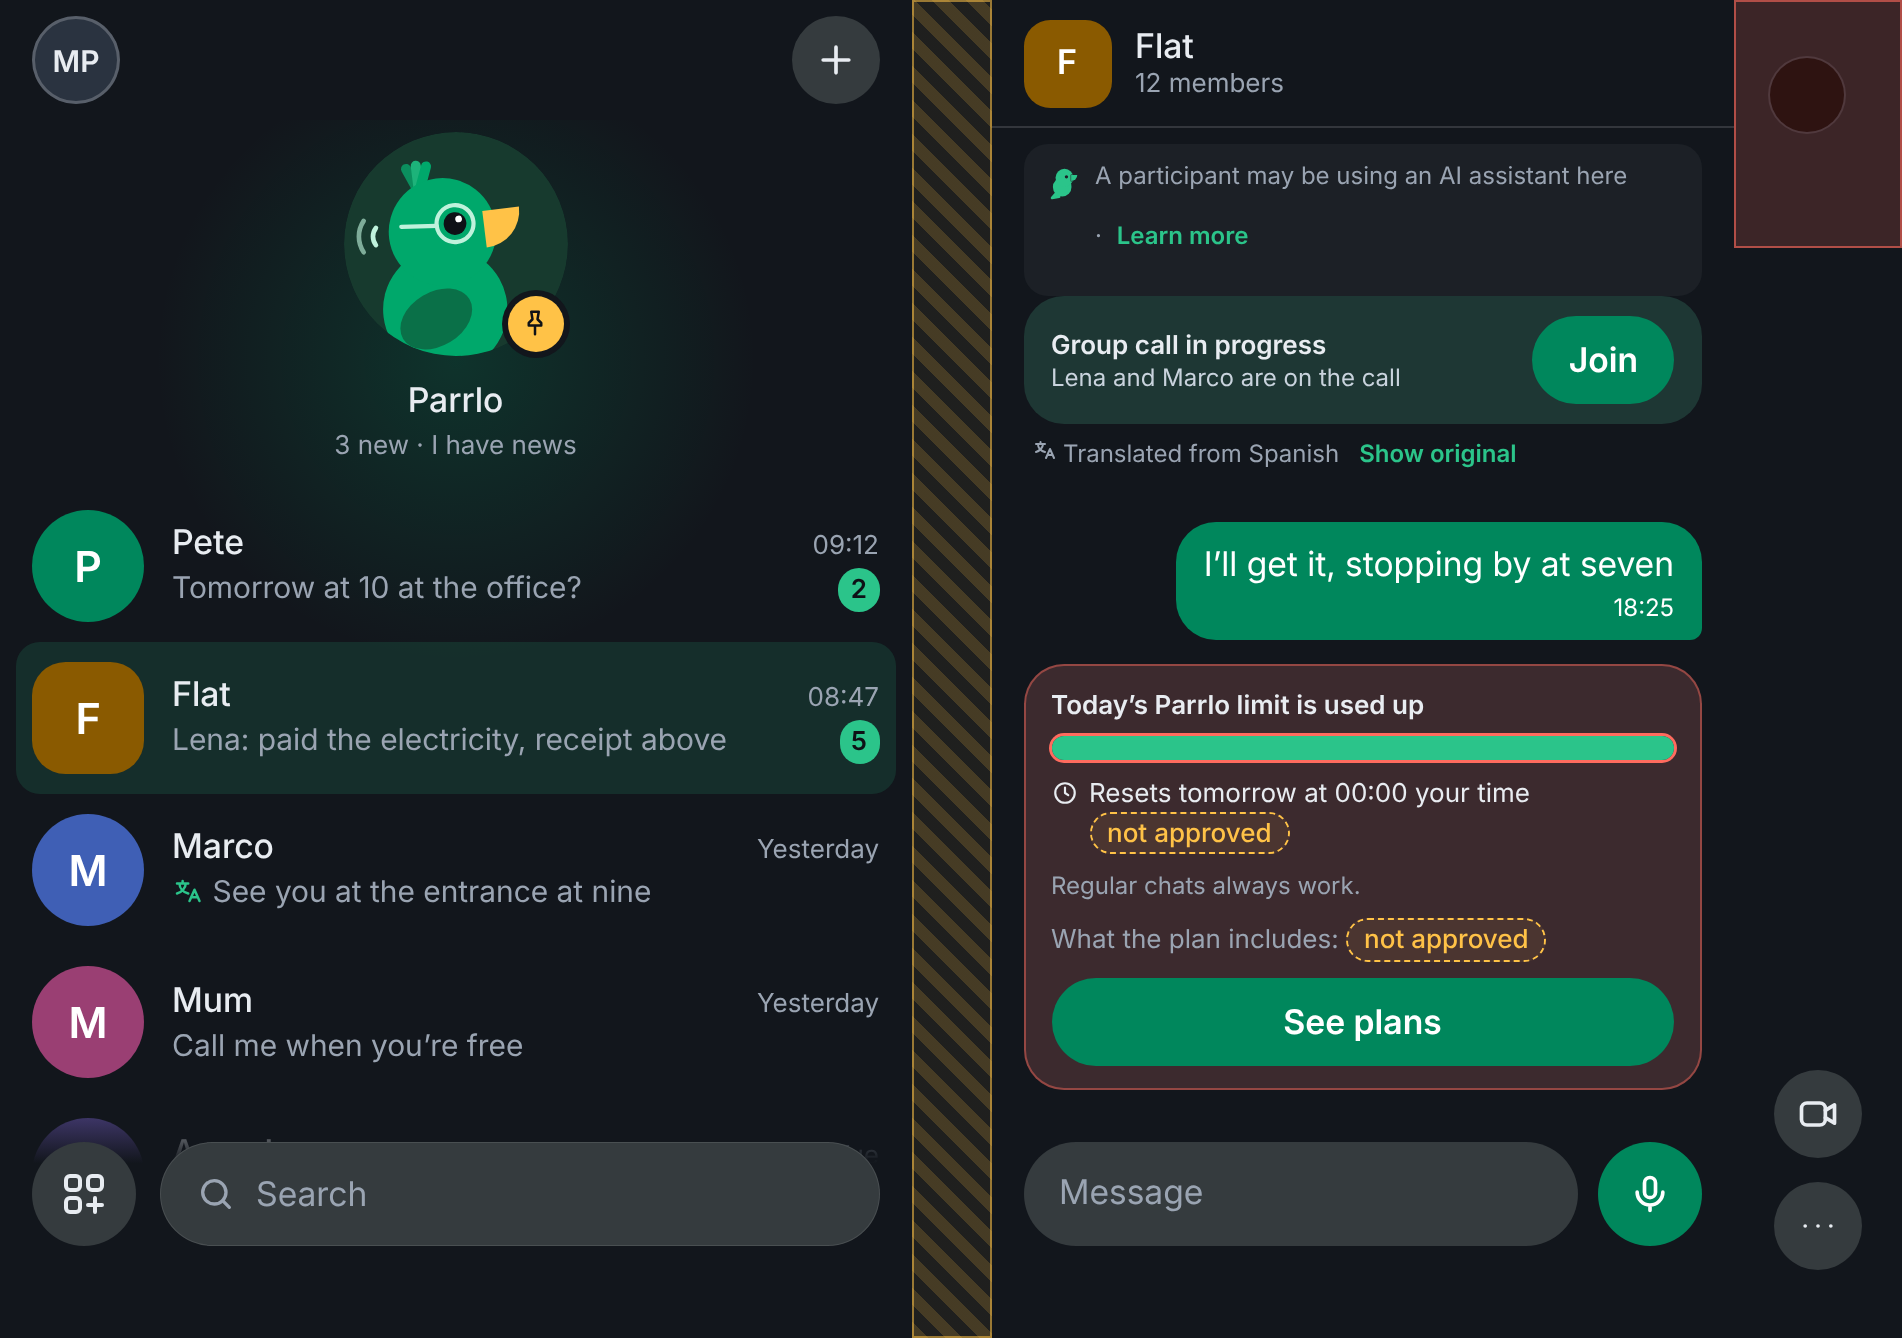 MP
Parrlo
3 new · I have news
P
Pete
09:12
Tomorrow at 10 at the office?
2
F
Flat
08:47
Lena: paid the electricity, receipt above
5
M
Marco
Yesterday
See you at the entrance at nine
M
Mum
Yesterday
Call me when you’re free
Search
F
Flat
12 members
A participant may be using an AI assistant here
· Learn more
Group call in progress
Lena and Marco are on the call
Join
Translated from Spanish Show original
I’ll get it, stopping by at seven
18:25
Today’s Parrlo limit is used up
Resets tomorrow at 00:00 your time
not approved
Regular chats always work.
What the plan includes: not approved
See plans
Message